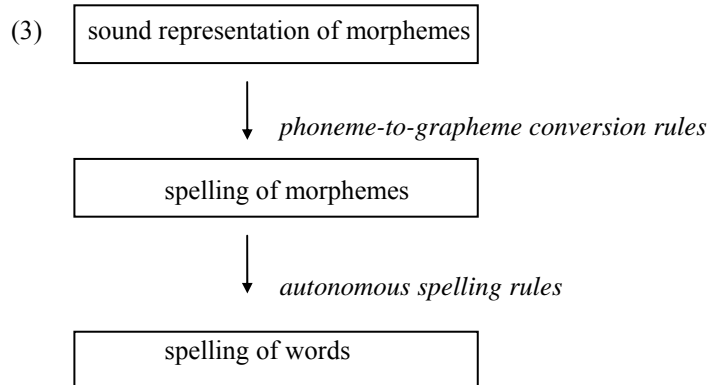 (3) sound representation of morphemes
phoneme-to-grapheme conversion rules
spelling of morphemes
autonomous spelling rules
spelling of words